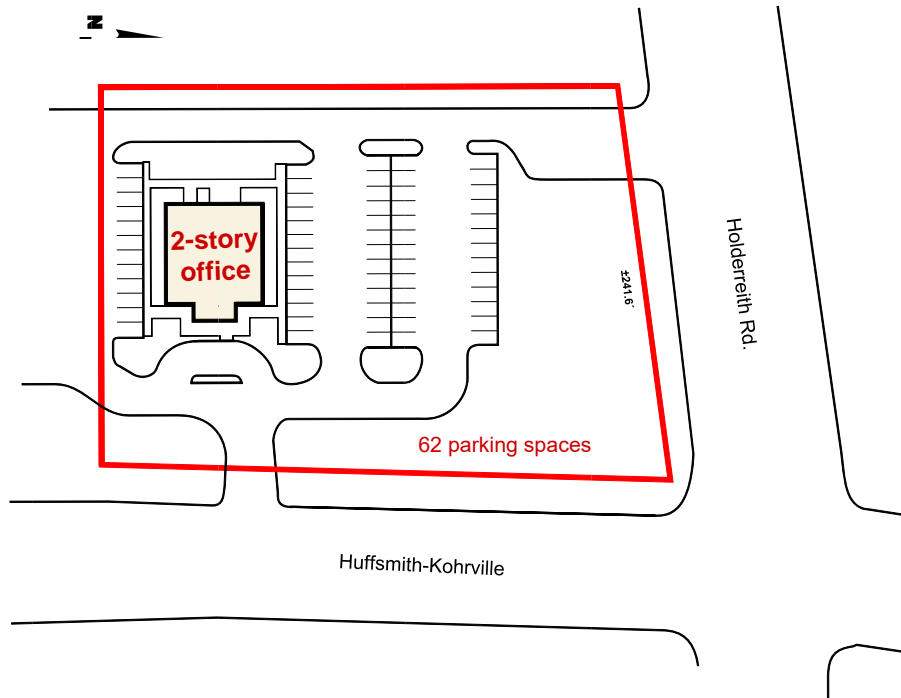 N
2-story
office
Holderreith Rd.
±241.6´
62 parking spaces
Huffsmith-Kohrville